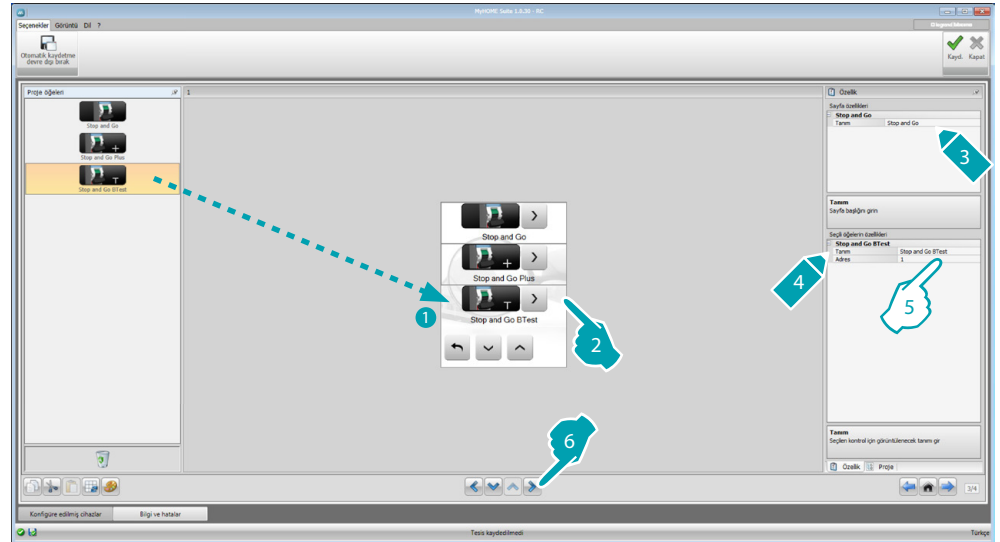 MyHOME Suite 1.8.30 - RC
Seçenekler Görüntü Dil ?
Otomatik kaydetme
devre dışı bırak
Kayd. Kapat
Proje öğeleri
1
Özellik
Stop and Go
Stop and Go Plus
Stop and Go BTest
Stop and Go
Stop and Go Plus
Stop and Go BTest
1
2
Sayfa özellikleri
Stop and Go
Tanım Stop and Go
3
Tanım
Sayfa başlığını girin
Seçili öğelerin özellikleri
Stop and Go BTest
Tanım Stop and Go BTest
Adres 1
4
5
Tanım
Seçilen kontrol için görüntülenecek tanımı gir
Özellik Proje
6
3/4
Konfigüre edilmiş cihazlar Bilgi ve hatalar
Tesis kaydedilmedi
Türkçe